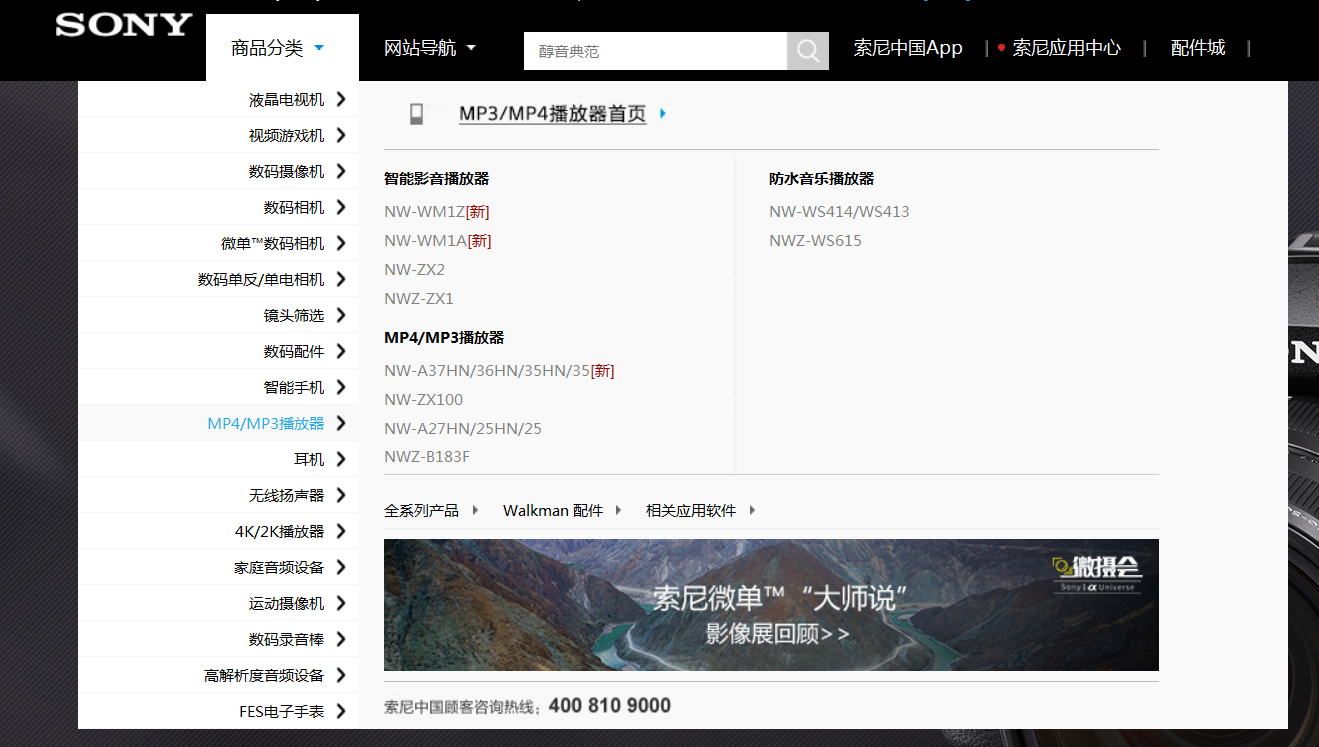 SONY
商品分类
网站导航
醇音典范
索尼中国App
索尼应用中心
配件城
液晶电视机
视频游戏机
数码摄像机
数码相机
微单™数码相机
数码单反/单电相机
镜头筛选
数码配件
智能手机
MP4/MP3播放器
耳机
无线扬声器
4K/2K播放器
家庭音频设备
运动摄像机
数码录音棒
高解析度音频设备
FES电子手表
MP3/MP4播放器首页
智能影音播放器
NW-WM1Z[新]
NW-WM1A[新]
NW-ZX2
NWZ-ZX1
MP4/MP3播放器
NW-A37HN/36HN/35HN/35[新]
NW-ZX100
NW-A27HN/25HN/25
NWZ-B183F
防水音乐播放器
NW-WS414/WS413
NWZ-WS615
全系列产品
Walkman 配件
相关应用软件
微摄会
Sony | α Universe
索尼微单™ “大师说”
影像展回顾>>
索尼中国顾客咨询热线：400 810 9000